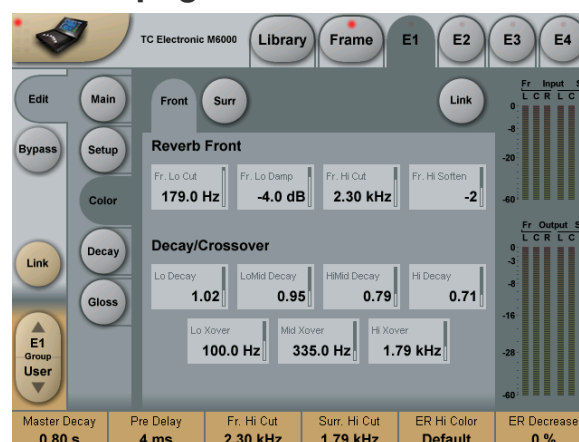 TC Electronic M6000
Library
Frame
E1
E2
E3
E4
Edit
Main
Front
Surr
Link
Fr Input S
L C R L C
0
-8
-20
-60
Bypass
Setup
Reverb Front
Fr. Lo Cut
179.0 Hz
Fr. Lo Damp
-4.0 dB
Fr. Hi Cut
2.30 kHz
Fr. Hi Soften
-2
Color
Link
Decay
Decay/Crossover
Lo Decay
1.02
LoMid Decay
0.95
HiMid Decay
0.79
Hi Decay
0.71
Gloss
Lo Xover
100.0 Hz
Mid Xover
335.0 Hz
Hi Xover
1.79 kHz
Fr Output S
L C R L C
0
-3
-8
-16
-28
-60
E1
Group
User
Master Decay
0.80 s
Pre Delay
4 ms
Fr. Hi Cut
2.30 kHz
Surr. Hi Cut
1.79 kHz
ER Hi Color
Default
ER Decrease
0 %